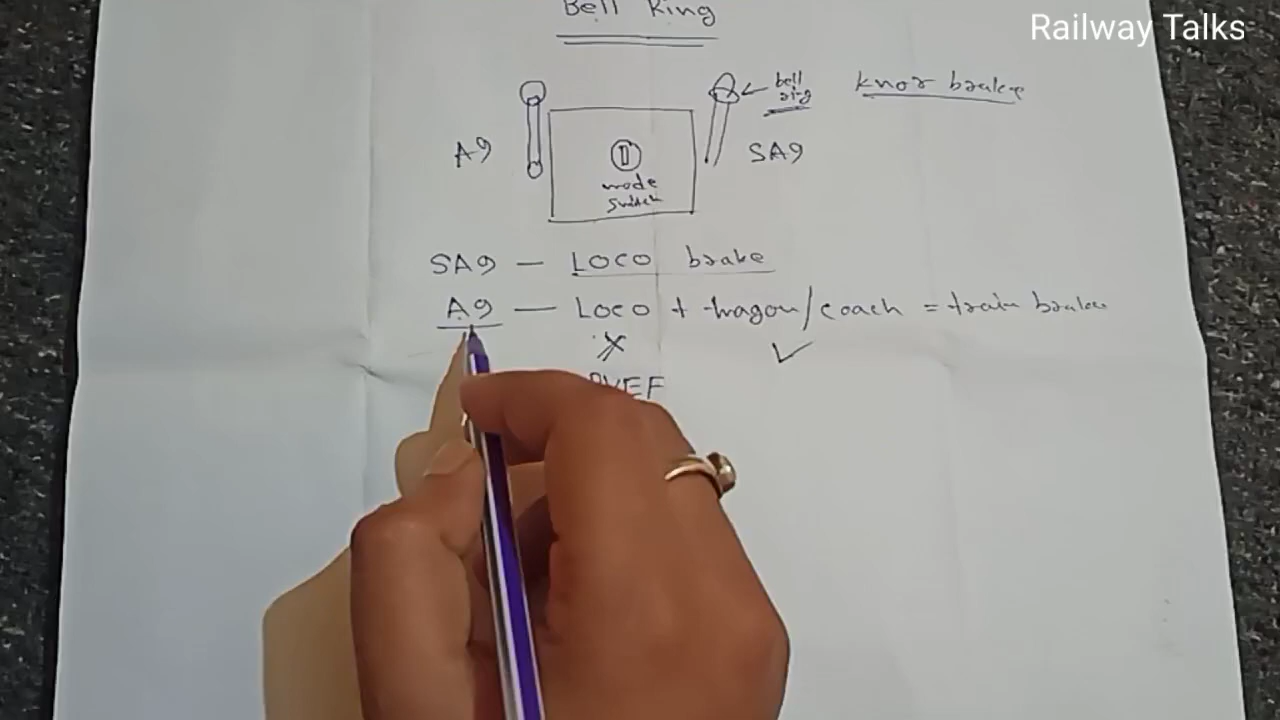 Railway Talks
Bell Ring
bell
ring
knor brake
A9
SA9
mode
switch
SA9 — LOCO brake
A9 — Loco + wagon/coach = train brake
PVEF